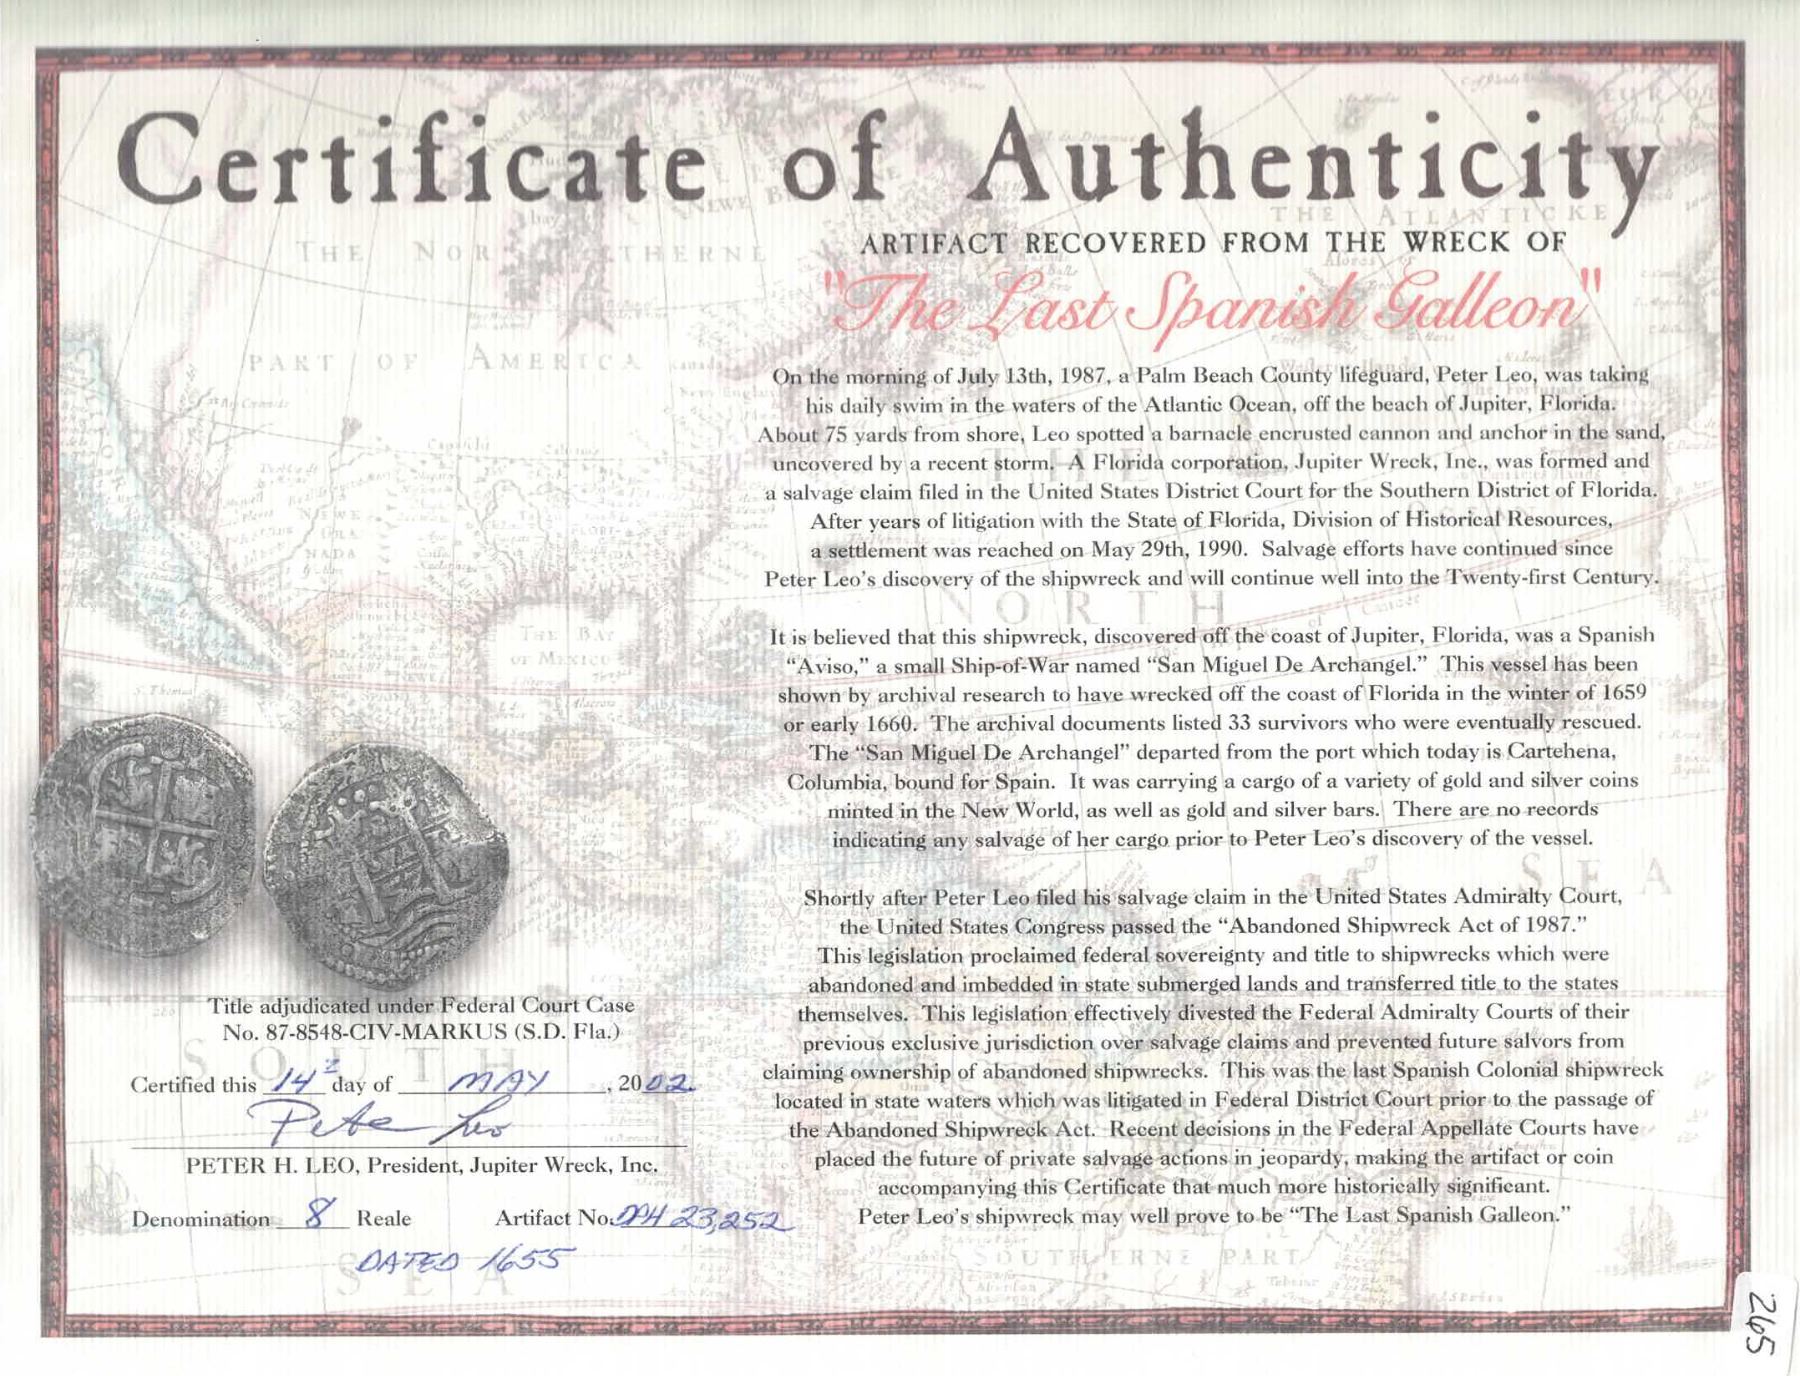 Certificate of Authenticity
ARTIFACT RECOVERED FROM THE WRECK OF
"The Last Spanish Galleon"
On the morning of July 13th, 1987, a Palm Beach County lifeguard, Peter Leo, was taking
his daily swim in the waters of the Atlantic Ocean, off the beach of Jupiter, Florida.
About 75 yards from shore, Leo spotted a barnacle encrusted cannon and anchor in the sand,
uncovered by a recent storm. A Florida corporation, Jupiter Wreck, Inc., was formed and
a salvage claim filed in the United States District Court for the Southern District of Florida.
After years of litigation with the State of Florida, Division of Historical Resources,
a settlement was reached on May 29th, 1990. Salvage efforts have continued since
Peter Leo's discovery of the shipwreck and will continue well into the Twenty-first Century.
It is believed that this shipwreck, discovered off the coast of Jupiter, Florida, was a Spanish
“Aviso,” a small Ship-of-War named “San Miguel De Archangel.” This vessel has been
shown by archival research to have wrecked off the coast of Florida in the winter of 1659
or early 1660. The archival documents listed 33 survivors who were eventually rescued.
The “San Miguel De Archangel” departed from the port which today is Cartehena,
Columbia, bound for Spain. It was carrying a cargo of a variety of gold and silver coins
minted in the New World, as well as gold and silver bars. There are no records
indicating any salvage of her cargo prior to Peter Leo's discovery of the vessel.
Shortly after Peter Leo filed his salvage claim in the United States Admiralty Court,
the United States Congress passed the “Abandoned Shipwreck Act of 1987.”
This legislation proclaimed federal sovereignty and title to shipwrecks which were
abandoned and imbedded in state submerged lands and transferred title to the states
themselves. This legislation effectively divested the Federal Admiralty Courts of their
previous exclusive jurisdiction over salvage claims and prevented future salvors from
claiming ownership of abandoned shipwrecks. This was the last Spanish Colonial shipwreck
located in state waters which was litigated in Federal District Court prior to the passage of
the Abandoned Shipwreck Act. Recent decisions in the Federal Appellate Courts have
placed the future of private salvage actions in jeopardy, making the artifact or coin
accompanying this Certificate that much more historically significant.
Peter Leo's shipwreck may well prove to be “The Last Spanish Galleon.”
Title adjudicated under Federal Court Case
No. 87-8548-CIV-MARKUS (S.D. Fla.)
Certified this 14th day of MAY, 2002.
Pete Leo
PETER H. LEO, President, Jupiter Wreck, Inc.
Denomination 8 Reale Artifact No. 23,252
DATED 1655
265
THE NORTHERNE
PART OF AMERICA
THE ATLANTICKE
NORTH
THE BAY
OF MEXICO
SOUTH
SEA
SEA
SOUTHERNE PART